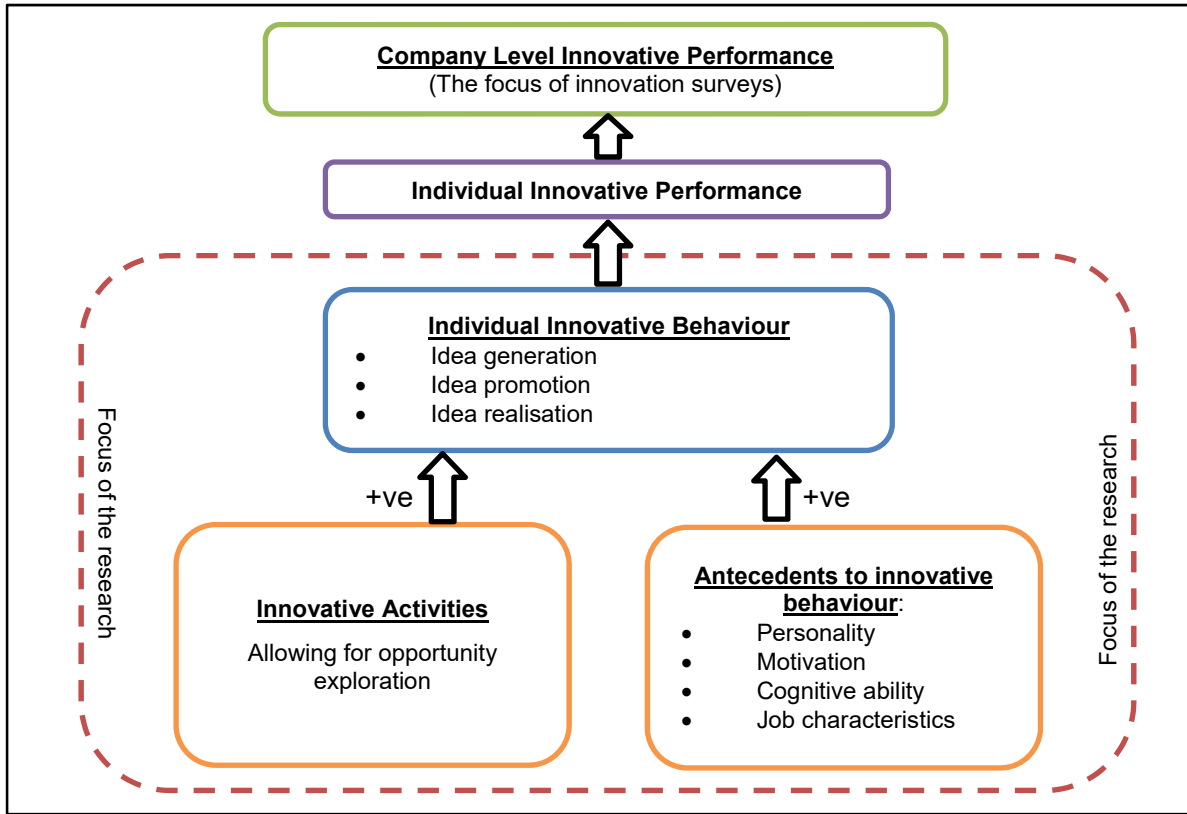 Company Level Innovative Performance
(The focus of innovation surveys)
Individual Innovative Performance
Individual Innovative Behaviour
• Idea generation
• Idea promotion
• Idea realisation
Focus of the research
Focus of the research
+ve
+ve
Innovative Activities
Allowing for opportunity
exploration
Antecedents to innovative
behaviour:
• Personality
• Motivation
• Cognitive ability
• Job characteristics